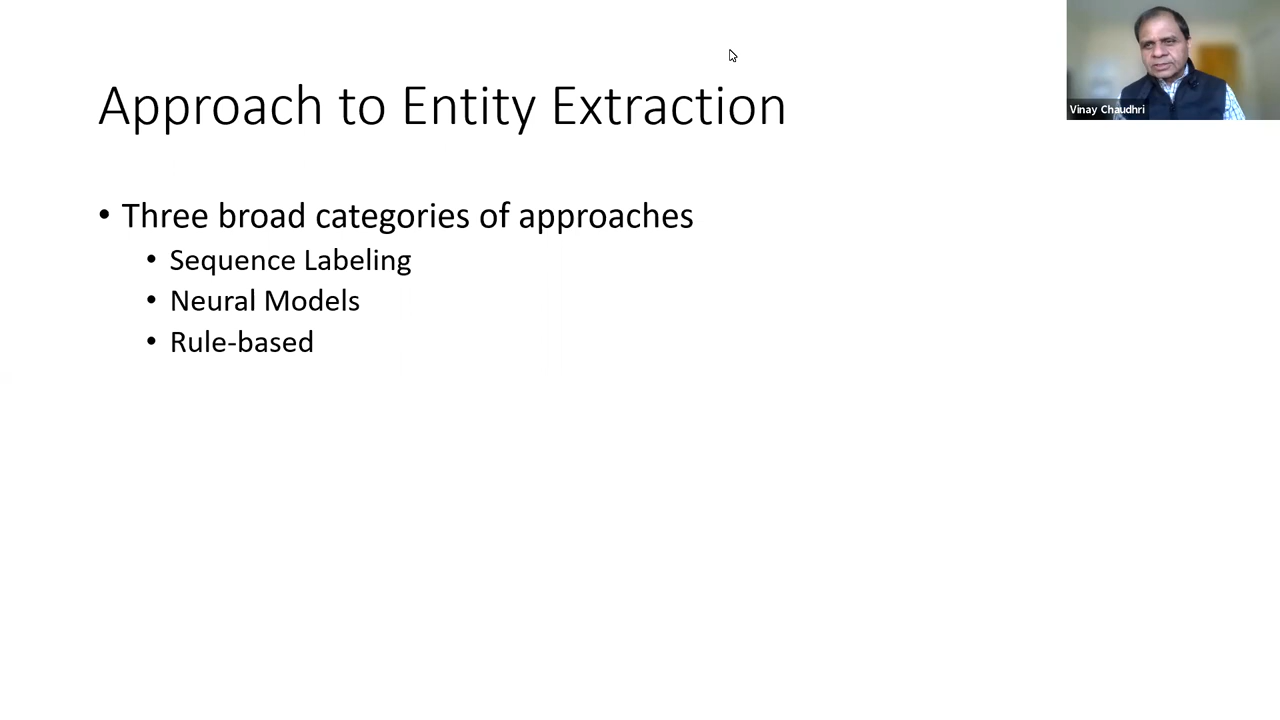 Approach to Entity Extraction
Vinay Chaudhri
• Three broad categories of approaches
• Sequence Labeling
• Neural Models
• Rule-based